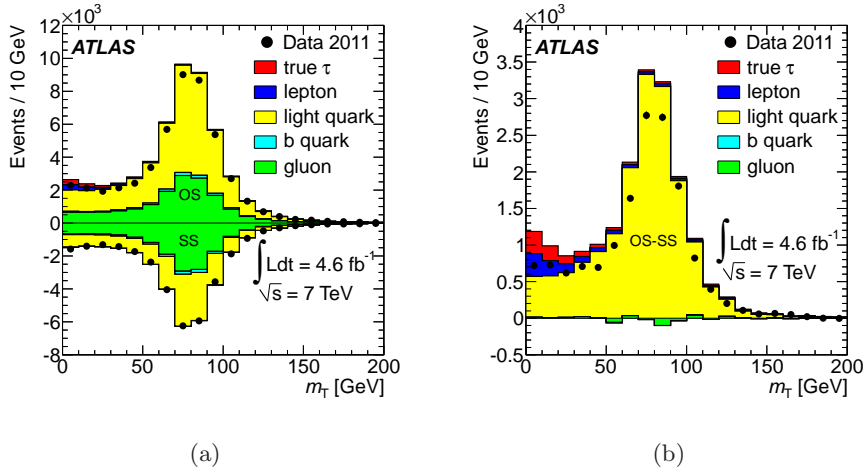 ×10³
Events / 10 GeV
12
10
8
6
4
2
0
-2
-4
-6
-8
ATLAS
Data 2011
true τ
lepton
light quark
b quark
gluon
OS
SS
∫Ldt = 4.6 fb⁻¹
√s = 7 TeV
0 50 100 150 200
m_T [GeV]
(a)
×10³
Events / 10 GeV
4
3.5
3
2.5
2
1.5
1
0.5
0
-0.5
ATLAS
Data 2011
true τ
lepton
light quark
b quark
gluon
OS-SS
∫Ldt = 4.6 fb⁻¹
√s = 7 TeV
0 50 100 150 200
m_T [GeV]
(b)